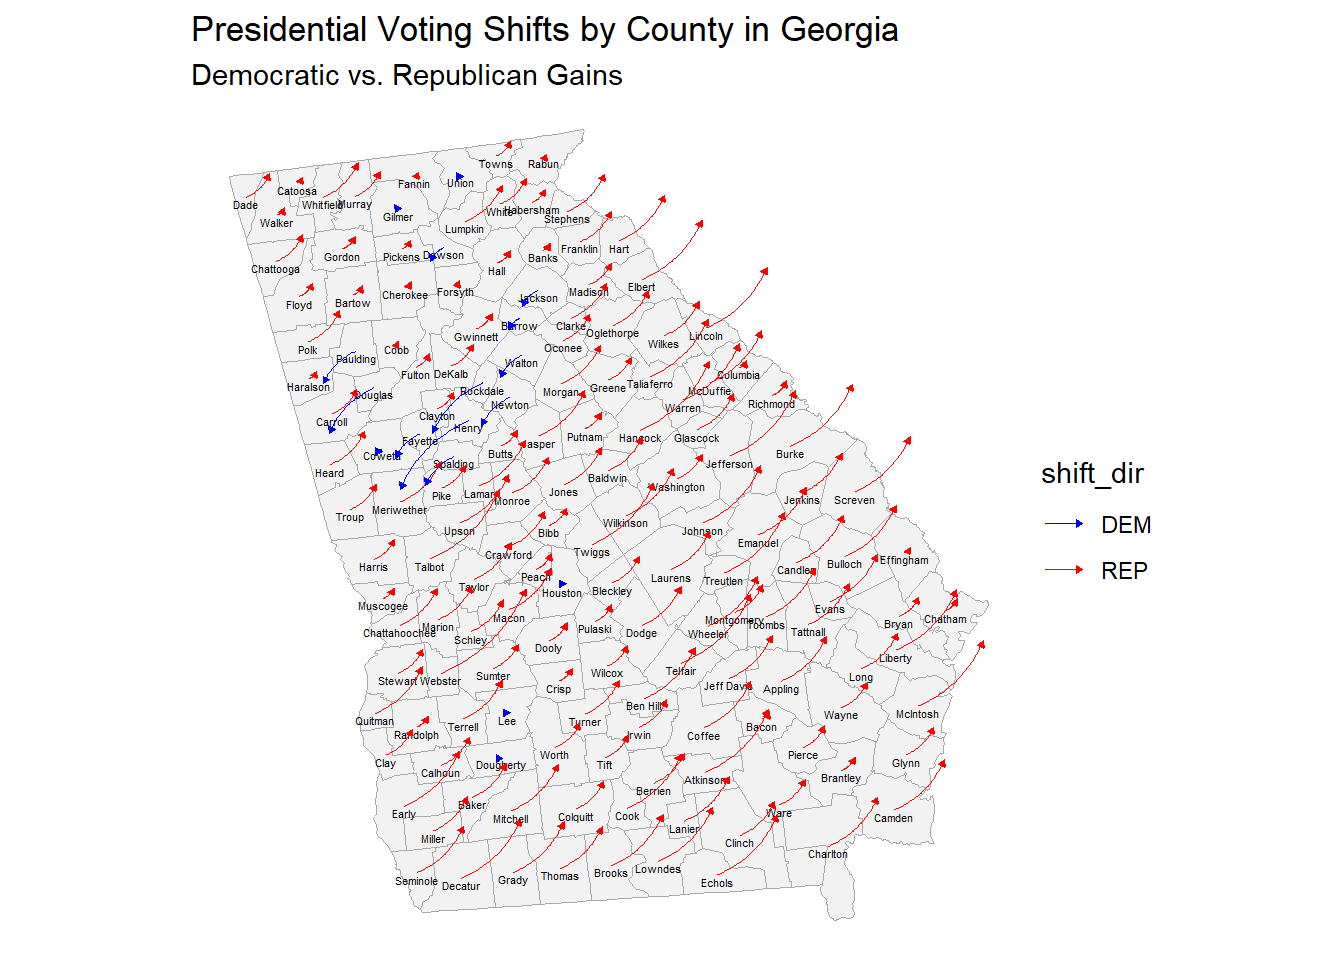 Presidential Voting Shifts by County in Georgia
Democratic vs. Republican Gains
Towns
Rabun
Dade
Catoosa
Whitfield
Murray
Fannin
Union
Walker
Gilmer
Lumpkin
White
Habersham
Stephens
Chattooga
Gordon
Pickens
Dawson
Hall
Banks
Franklin
Hart
Floyd
Bartow
Cherokee
Forsyth
Jackson
Madison
Elbert
Polk
Paulding
Cobb
Gwinnett
Barrow
Clarke
Oglethorpe
Oconee
Wilkes
Lincoln
Haralson
Fulton
DeKalb
Walton
Rockdale
Morgan
Greene
Taliaferro
McDuffie
Columbia
Carroll
Douglas
Clayton
Newton
Warren
Richmond
Fayette
Henry
Jasper
Putnam
Hancock
Glascock
Heard
Coweta
Spalding
Butts
Jefferson
Burke
Troup
Meriwether
Pike
Lamar
Monroe
Jones
Baldwin
Washington
Jenkins
Screven
Upson
Bibb
Wilkinson
Johnson
Emanuel
Harris
Talbot
Crawford
Twiggs
Candler
Bulloch
Effingham
Taylor
Peach
Houston
Bleckley
Laurens
Treutlen
Muscogee
Chattahoochee
Marion
Schley
Macon
Pulaski
Dodge
Wheeler
Montgomery
Toombs
Tattnall
Evans
Bryan
Chatham
Dooly
Liberty
Stewart
Webster
Sumter
Crisp
Wilcox
Telfair
Jeff Davis
Appling
Long
Quitman
Randolph
Terrell
Lee
Turner
Ben Hill
Irwin
Coffee
Bacon
Wayne
McIntosh
Clay
Calhoun
Dougherty
Worth
Tift
Pierce
Brantley
Glynn
Early
Baker
Mitchell
Colquitt
Cook
Berrien
Atkinson
Ware
Camden
Miller
Lanier
Clinch
Charlton
Seminole
Decatur
Grady
Thomas
Brooks
Lowndes
Echols
shift_dir
DEM
REP